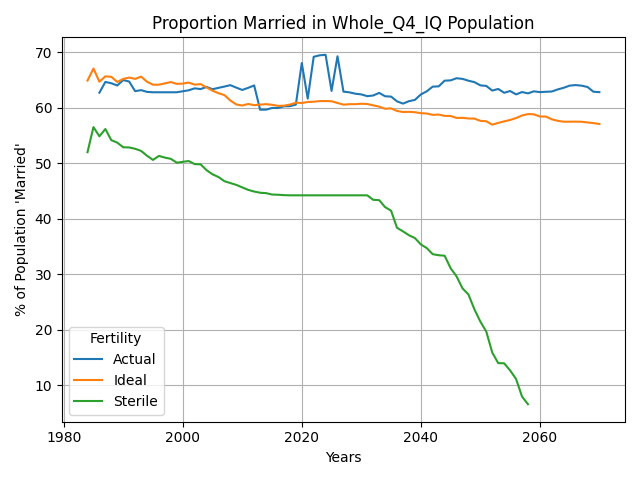 Proportion Married in Whole_Q4_IQ Population
% of Population 'Married'
70
60
50
40
30
20
10
Fertility
Actual
Ideal
Sterile
1980
2000
2020
2040
2060
Years